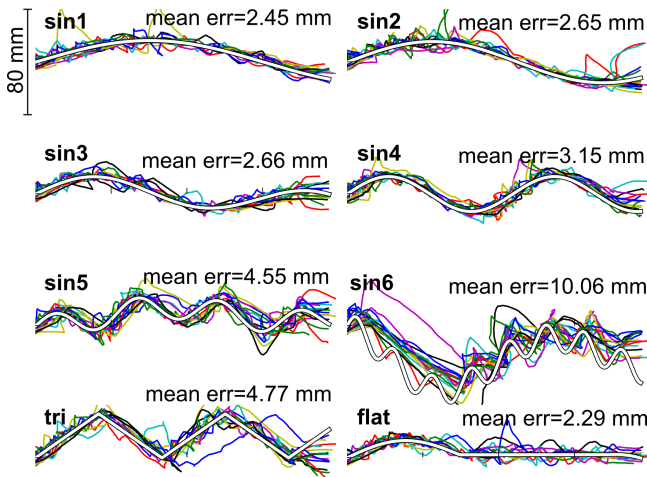 sin1 mean err=2.45 mm
sin2 mean err=2.65 mm
80 mm
sin3 mean err=2.66 mm
sin4 mean err=3.15 mm
sin5 mean err=4.55 mm
sin6 mean err=10.06 mm
tri mean err=4.77 mm
flat mean err=2.29 mm